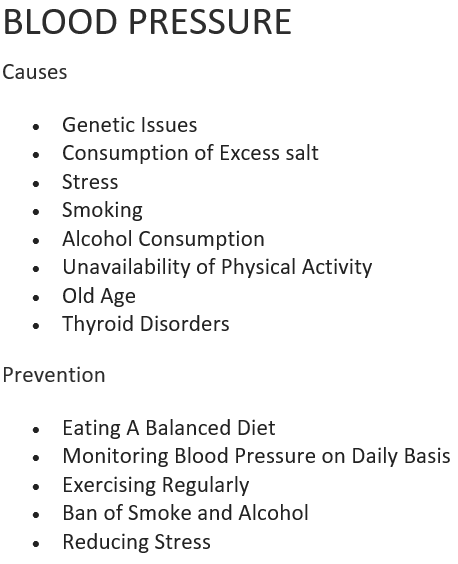 BLOOD PRESSURE
Causes
• Genetic Issues
• Consumption of Excess salt
• Stress
• Smoking
• Alcohol Consumption
• Unavailability of Physical Activity
• Old Age
• Thyroid Disorders
Prevention
• Eating A Balanced Diet
• Monitoring Blood Pressure on Daily Basis
• Exercising Regularly
• Ban of Smoke and Alcohol
• Reducing Stress